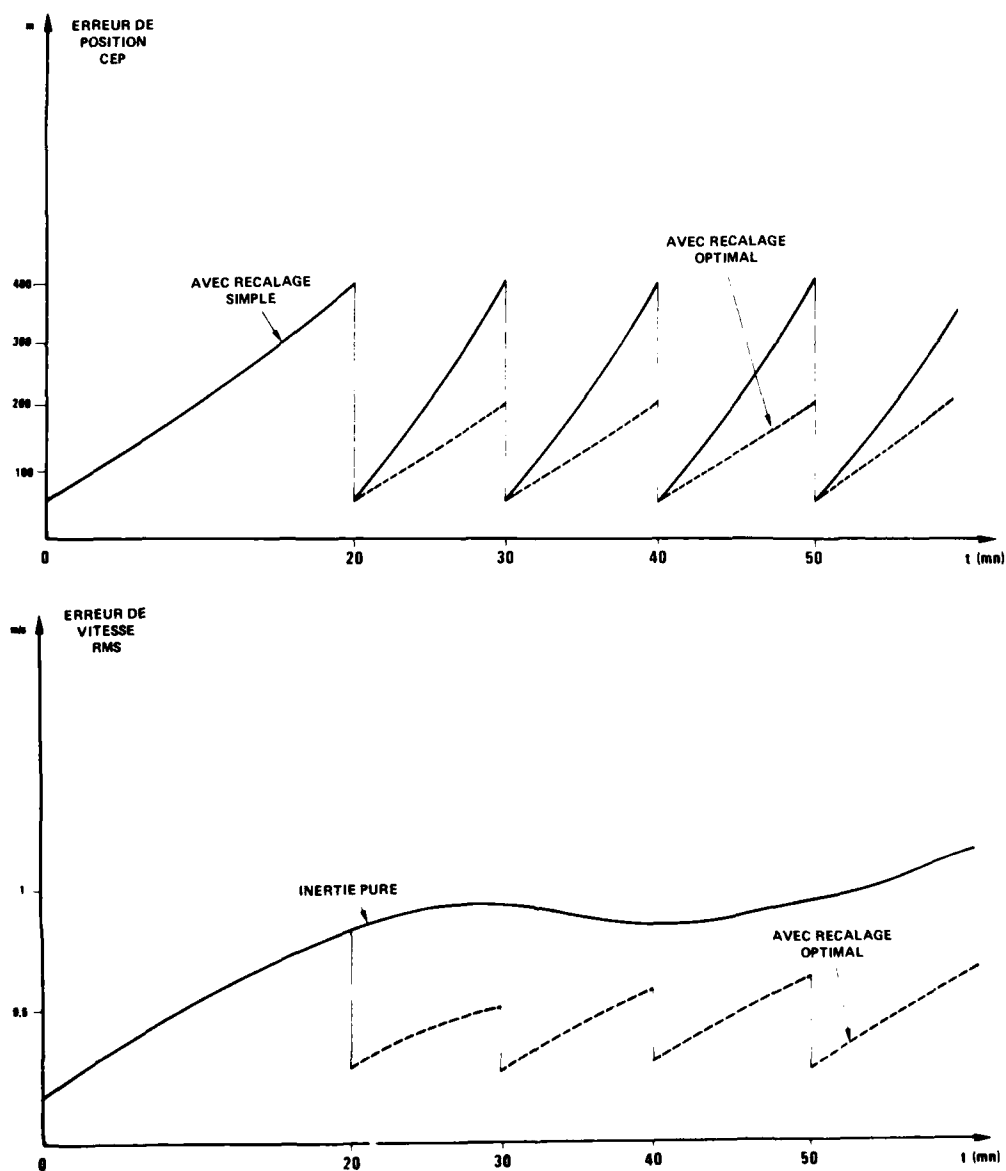 m
ERREUR DE
POSITION
CEP
AVEC RECALAGE
OPTIMAL
AVEC RECALAGE
SIMPLE
400
300
200
100
0 20 30 40 50 t (mn)
ERREUR DE
m/s VITESSE
RMS
INERTIE PURE
1
AVEC RECALAGE
OPTIMAL
0.5
0 20 30 40 50 t (mn)